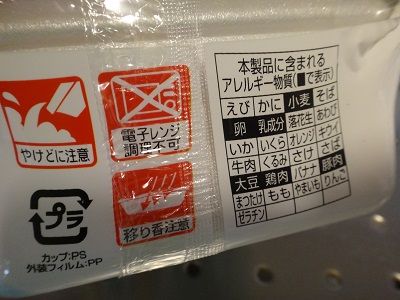 やけどに注意
電子レンジ
調理不可
移り香注意
プラ
カップ:PS
外装フィルム:PP
本製品に含まれる
アレルギー物質(■で表示)
えび かに 小麦 そば
卵 乳成分 落花生 あわび
いか いくら オレンジ キウイ
牛肉 くるみ さけ さば
大豆 鶏肉 バナナ 豚肉
まつたけ もも やまいも りんご
ゼラチン